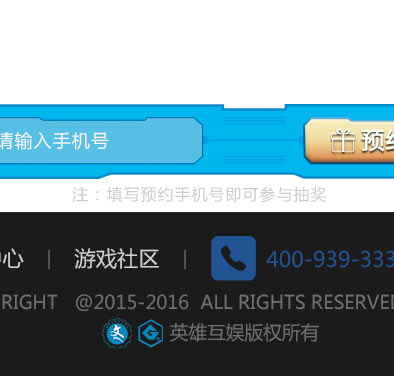 请输入手机号 预约
注：填写预约手机号即可参与抽奖
中心 | 游戏社区 | 400-939-333
RIGHT @2015-2016 ALL RIGHTS RESERVED
英雄互娱版权所有